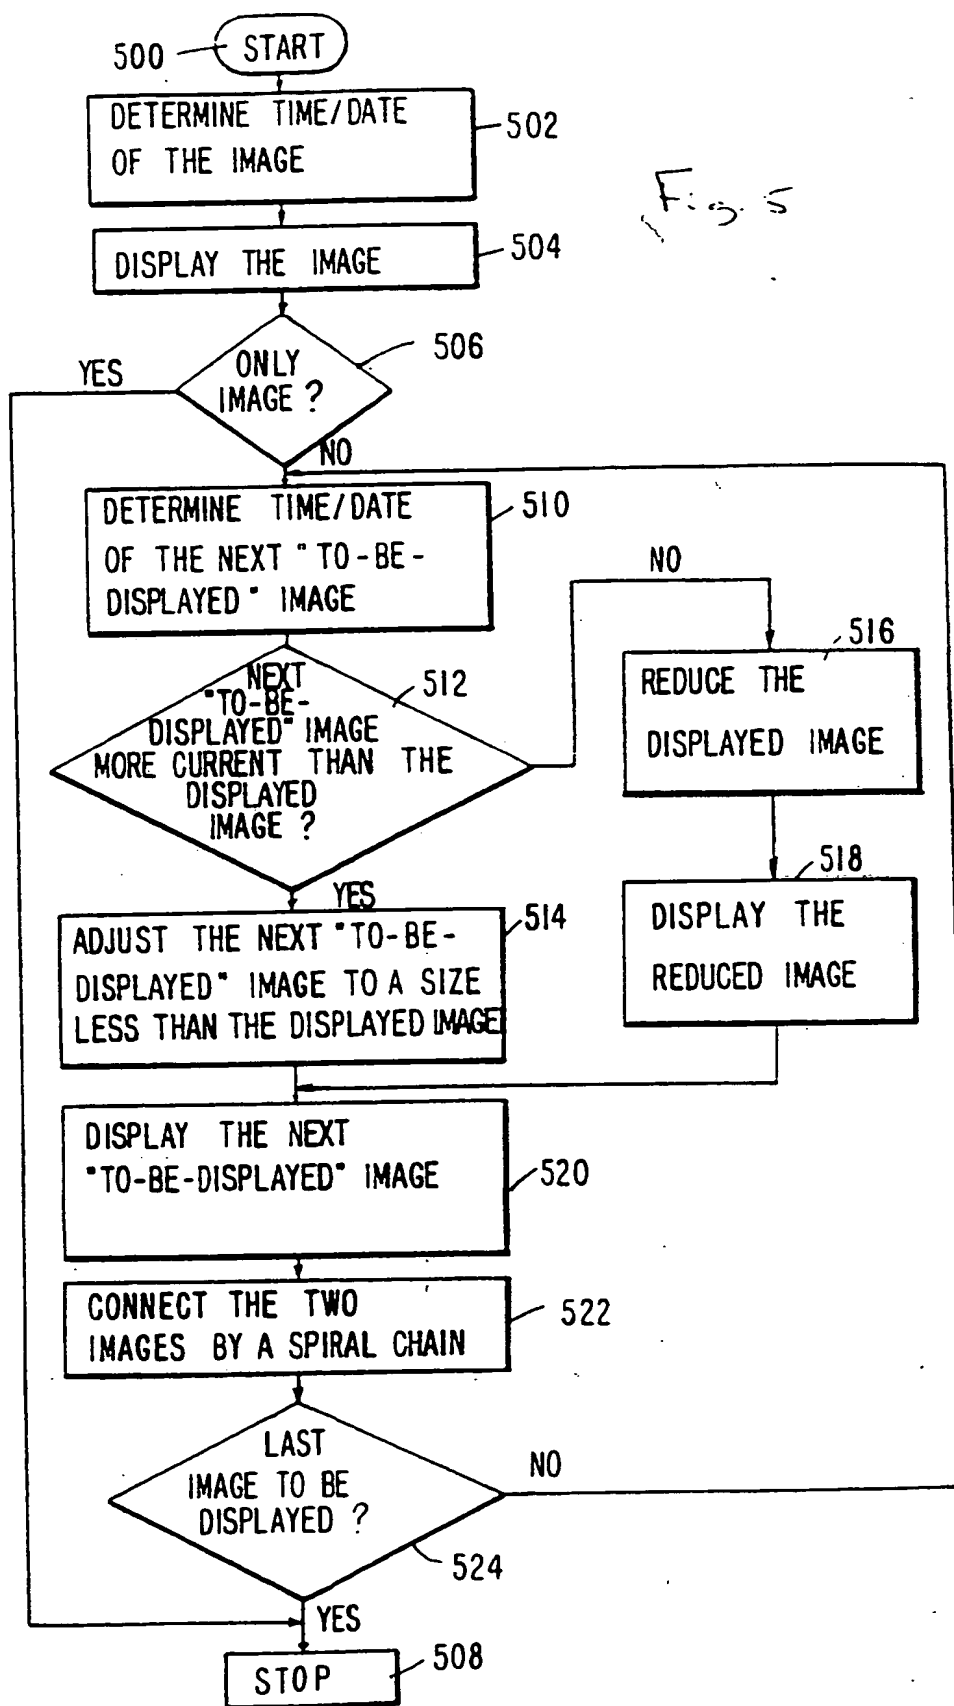 START
500
DETERMINE TIME/DATE
OF THE IMAGE
502
Fig. 5
DISPLAY THE IMAGE
504
ONLY
IMAGE ?
506
YES
NO
DETERMINE TIME/DATE
OF THE NEXT "TO-BE-
DISPLAYED" IMAGE
510
NO
NEXT
"TO-BE-
DISPLAYED" IMAGE
MORE CURRENT THAN THE
DISPLAYED
IMAGE ?
512
516
REDUCE THE
DISPLAYED IMAGE
518
DISPLAY THE
REDUCED IMAGE
YES
ADJUST THE NEXT "TO-BE-
DISPLAYED" IMAGE TO A SIZE
LESS THAN THE DISPLAYED IMAGE
514
DISPLAY THE NEXT
"TO-BE-DISPLAYED" IMAGE
520
CONNECT THE TWO
IMAGES BY A SPIRAL CHAIN
522
LAST
IMAGE TO BE
DISPLAYED ?
NO
524
YES
STOP
508